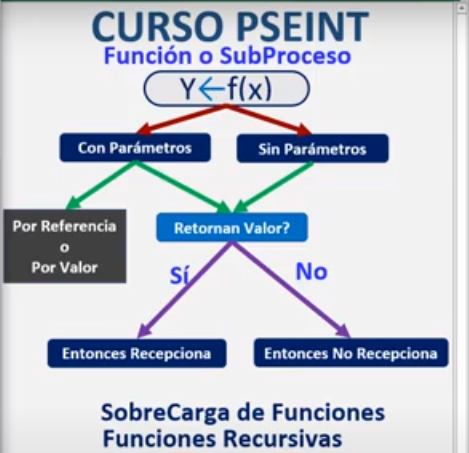 CURSO PSEINT
Función o SubProceso
Y←f(x)
Con Parámetros
Sin Parámetros
Por Referencia
o
Por Valor
Retornan Valor?
Sí
No
Entonces Recepciona
Entonces No Recepciona
SobreCarga de Funciones
Funciones Recursivas